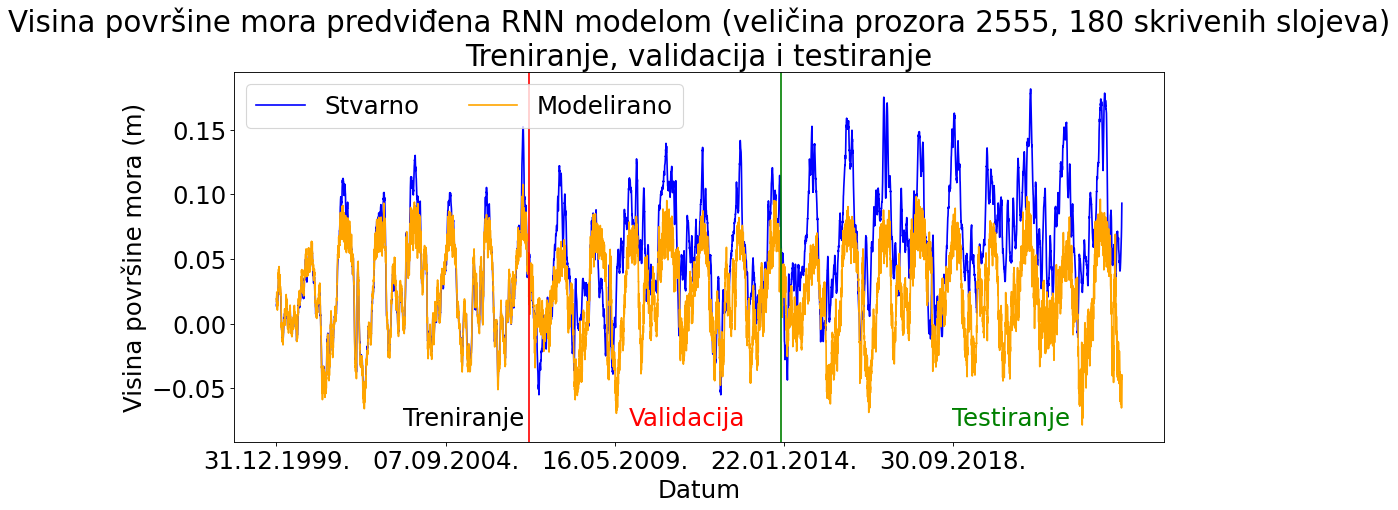 Visina površine mora predviđena RNN modelom (veličina prozora 2555, 180 skrivenih slojeva)
Treniranje, validacija i testiranje
Stvarno
Modelirano
Visina površine mora (m)
0.15
0.10
0.05
0.00
−0.05
Treniranje
Validacija
Testiranje
31.12.1999.
07.09.2004.
16.05.2009.
22.01.2014.
30.09.2018.
Datum